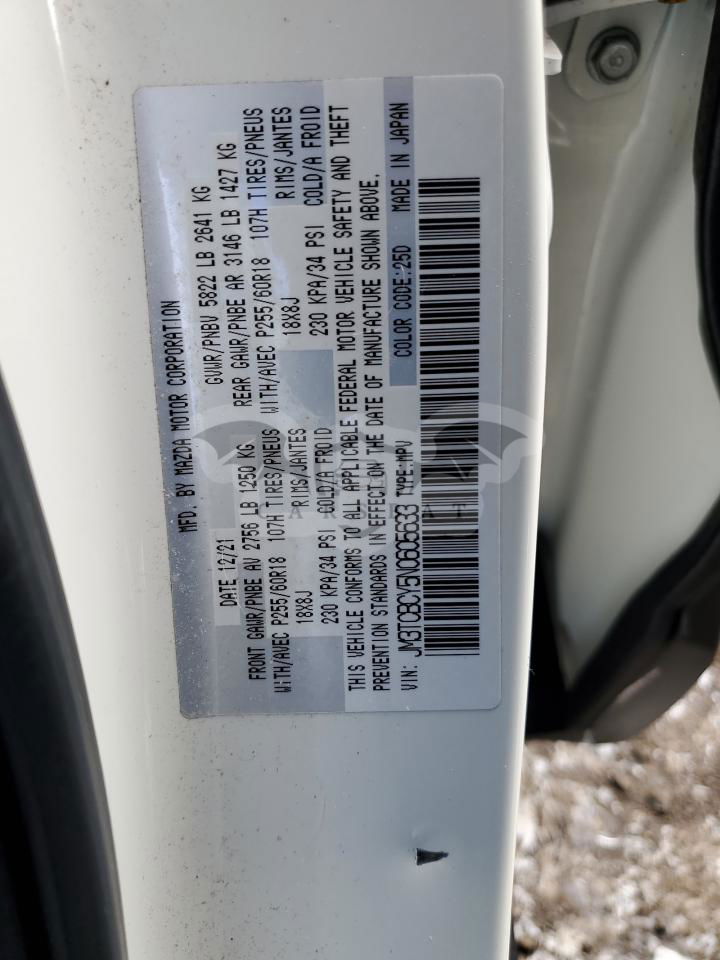 MFD. BY MAZDA MOTOR CORPORATION
DATE 12/21 GVWR/PNBV 5822 LB 2641 KG
FRONT GAWR/PNBE AV 2756 LB 1250 KG REAR GAWR/PNBE AR 3146 LB 1427 KG
WITH/AVEC P255/60R18 107H TIRES/PNEUS WITH/AVEC P255/60R18 107H TIRES/PNEUS
18X8J RIMS/JANTES 18X8J RIMS/JANTES
230 KPA/34 PSI COLD/A FROID 230 KPA/34 PSI COLD/A FROID
THIS VEHICLE CONFORMS TO ALL APPLICABLE FEDERAL MOTOR VEHICLE SAFETY AND THEFT
PREVENTION STANDARDS IN EFFECT ON THE DATE OF MANUFACTURE SHOWN ABOVE.
VIN: JM3TCBCY5N0605633 TYPE:MPV COLOR CODE:25D MADE IN JAPAN